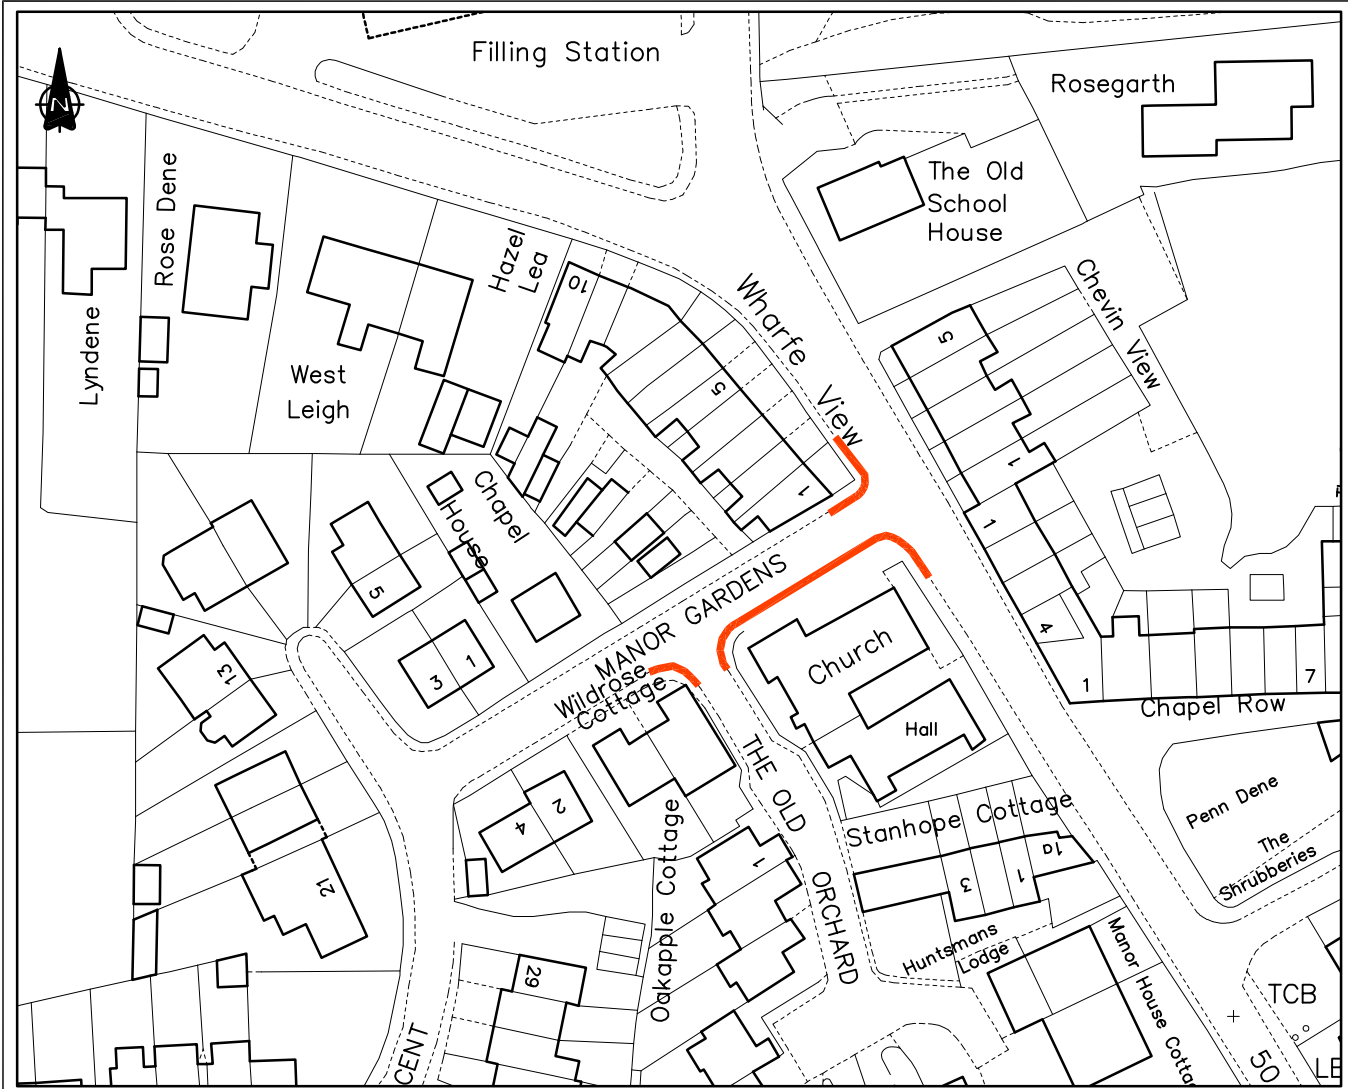 Filling Station
Rosegarth
N
The Old
School
House
Rose Dene
Hazel
Lea
10
Lyndene
West
Leigh
Wharfe View
Chevin View
5
5
1
1
1
Chapel
House
5
MANOR GARDENS
4
1
7
Chapel Row
13
3
1
Wildrose
Cottage
Church
Hall
THE OLD ORCHARD
2
4
Oakapple Cottage
1
Stanhope Cottage
1a
3
1
Penn Dene
The
Shrubberies
21
29
Huntsmans
Lodge
Manor House Cotta
TCB
50
LB
CENT